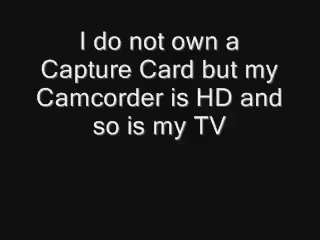 I do not own a
Capture Card but my
Camcorder is HD and
so is my TV